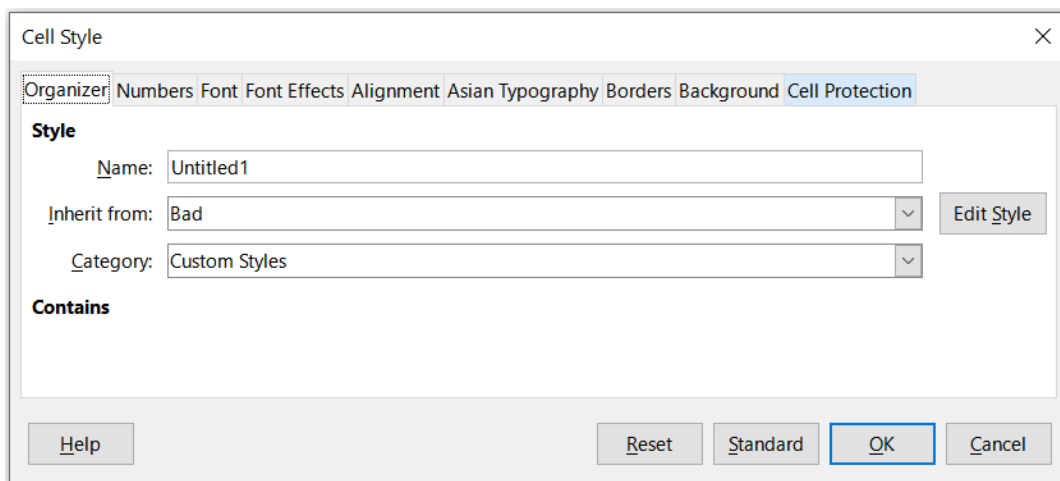 Cell Style
Organizer Numbers Font Font Effects Alignment Asian Typography Borders Background Cell Protection
Style
Name: Untitled1
Inherit from: Bad Edit Style
Category: Custom Styles
Contains
Help Reset Standard OK Cancel